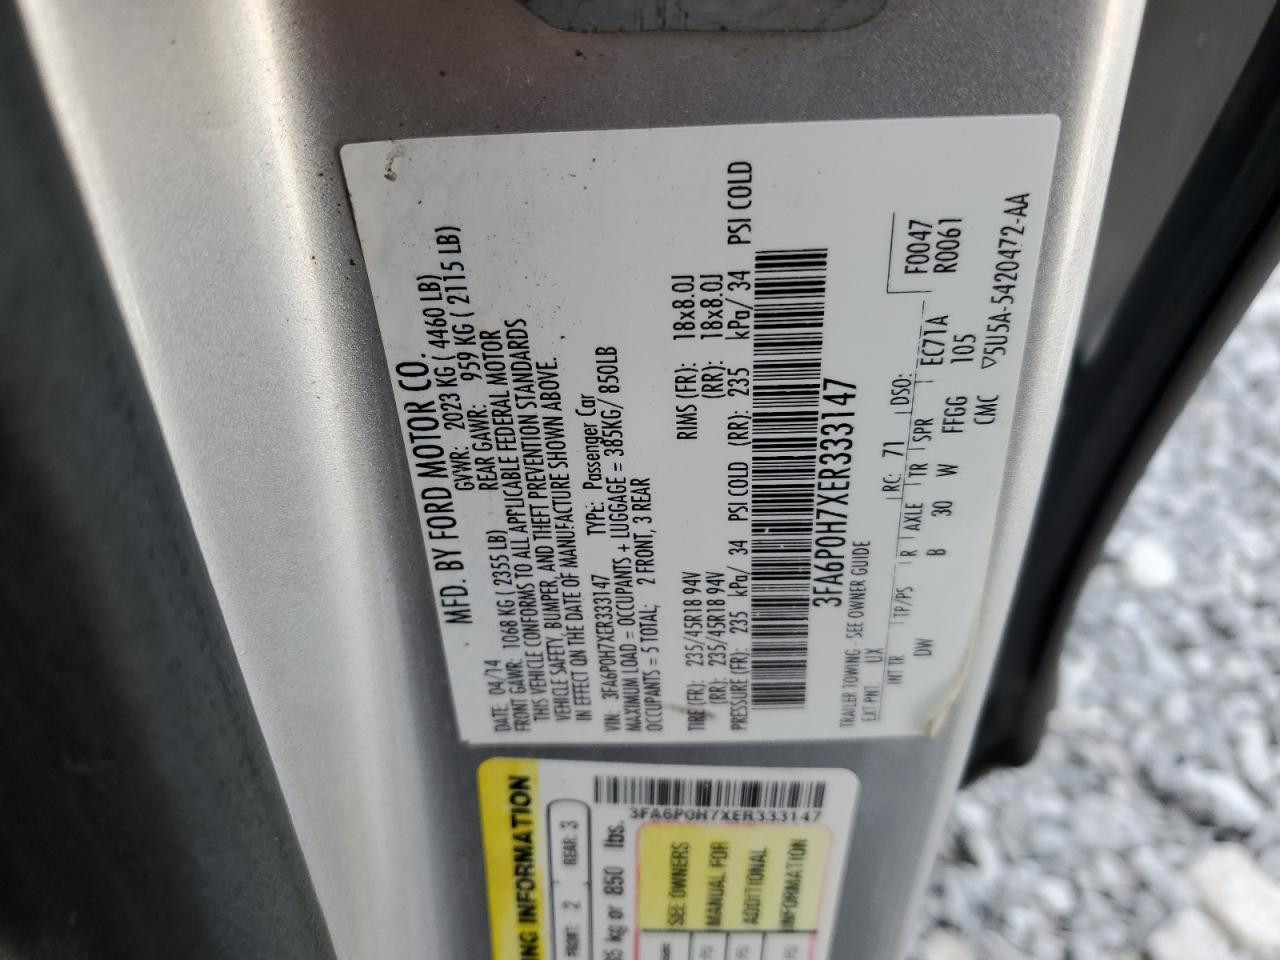 MFD. BY FORD MOTOR CO.
DATE: 04/14 GVWR: 2023 KG ( 4460 LB)
FRONT GAWR: 1068 KG ( 2355 LB) REAR GAWR: 959 KG ( 2115 LB)
THIS VEHICLE CONFORMS TO ALL APPLICABLE FEDERAL MOTOR
VEHICLE SAFETY, BUMPER, AND THEFT PREVENTION STANDARDS
IN EFFECT ON THE DATE OF MANUFACTURE SHOWN ABOVE.
VIN: 3FA6P0H7XER333147 TYPE: Passenger Car
MAXIMUM LOAD = OCCUPANTS + LUGGAGE = 385KG/ 850LB
OCCUPANTS = 5 TOTAL; 2 FRONT, 3 REAR
TIRE (FR): 235/45R18 94V RIMS (FR): 18x8.0J
(RR): 235/45R18 94V (RR): 18x8.0J
PRESSURE (FR): 235 kPa/ 34 PSI COLD (RR): 235 kPa/ 34 PSI COLD
3FA6P0H7XER333147
TRAILER TOWING - SEE OWNER GUIDE
EXT PNT: UX RC: 71 DSO: F0047
R0061
INT TR TP/PS R AXLE TR SPR EC71A
DW B 30 W FFGG 105
CMC ▽5U5A-5420472-AA
NG INFORMATION
FRONT: 2 REAR: 3
85 kg or 850 lbs.
3FA6P0H7XER333147
SEE OWNERS
MANUAL FOR
ADDITIONAL
INFORMATION